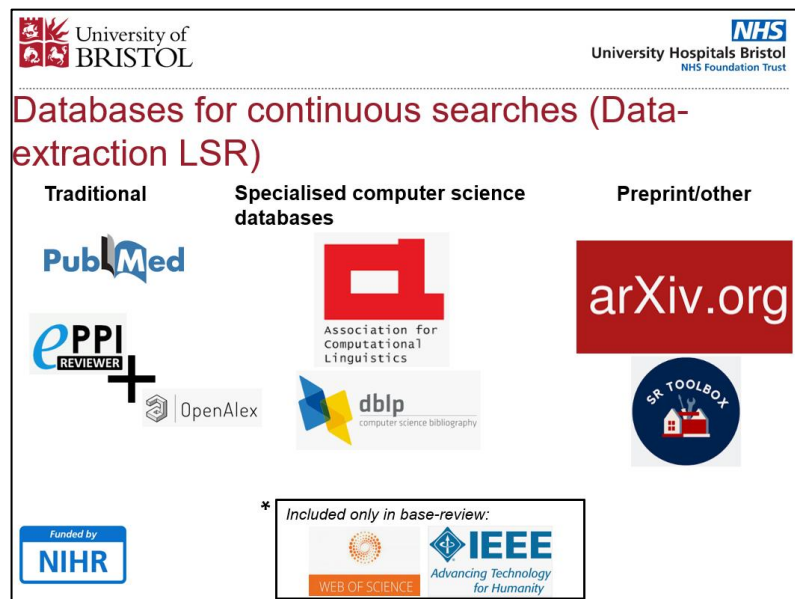 University of
BRISTOL
NHS
University Hospitals Bristol
NHS Foundation Trust
Databases for continuous searches (Data-
extraction LSR)
Traditional
Specialised computer science
databases
Preprint/other
PubMed
Association for
Computational
Linguistics
arXiv.org
ePPI
REVIEWER
+
OpenAlex
dblp
computer science bibliography
SR TOOLBOX
*
Included only in base-review:
WEB OF SCIENCE
IEEE
Advancing Technology
for Humanity
Funded by
NIHR